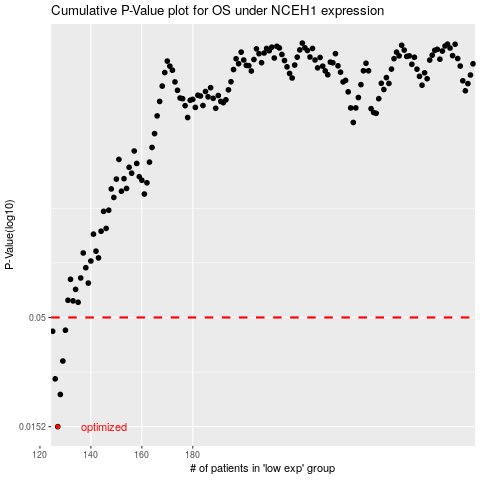 Cumulative P-Value plot for OS under NCEH1 expression
P-Value(log10)
0.05
0.0152
optimized
120 140 160 180
# of patients in 'low exp' group